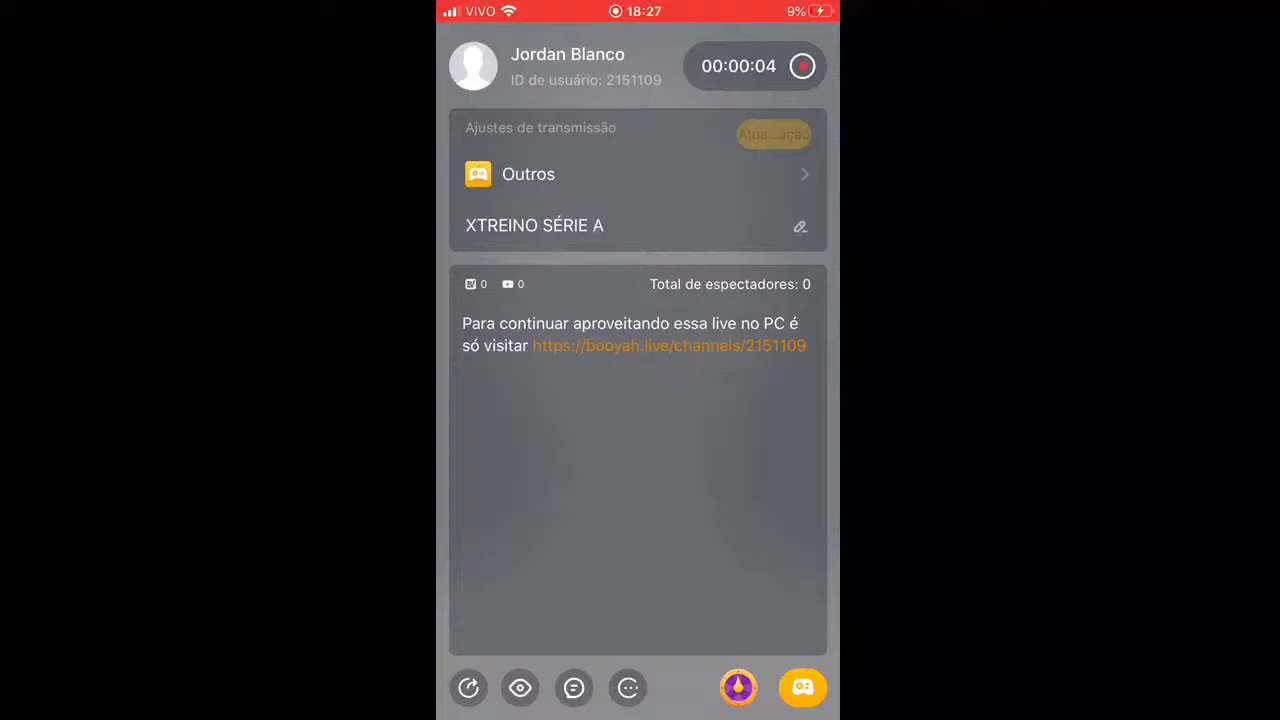 VIVO 18:27 9%
Jordan Blanco
ID de usuário: 2151109
00:00:04
Ajustes de transmissão
Outros
XTREINO SÉRIE A
0 0 Total de espectadores: 0
Para continuar aproveitando essa live no PC é
só visitar https://booyah.live/channels/2151109